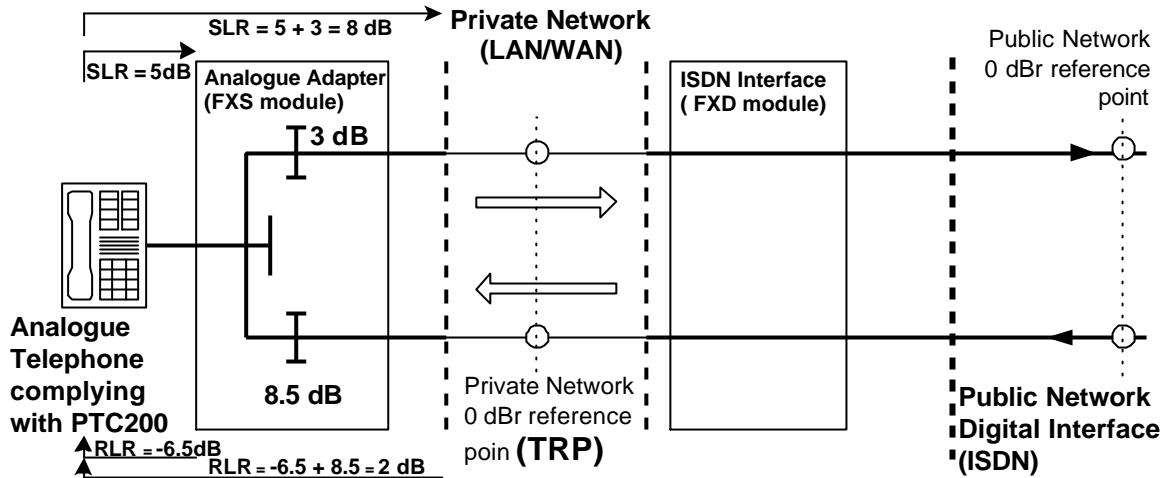 SLR = 5 + 3 = 8 dB
SLR = 5dB
Private Network
(LAN/WAN)
Public Network
0 dBr reference
point
Analogue Adapter
(FXS module)
ISDN Interface
( FXD module)
3 dB
Analogue
Telephone
complying
with PTC200
8.5 dB
Private Network
0 dBr reference
poin (TRP)
Public Network
Digital Interface
(ISDN)
RLR = -6.5dB
RLR = -6.5 + 8.5 = 2 dB